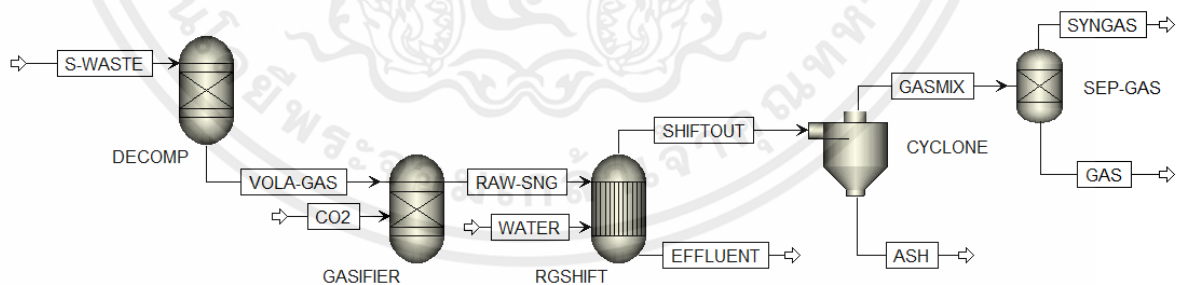 S-WASTE
DECOMP
VOLA-GAS
CO2
GASIFIER
RAW-SNG
WATER
RGSHIFT
SHIFTOUT
EFFLUENT
CYCLONE
GASMIX
ASH
SYNGAS
SEP-GAS
GAS